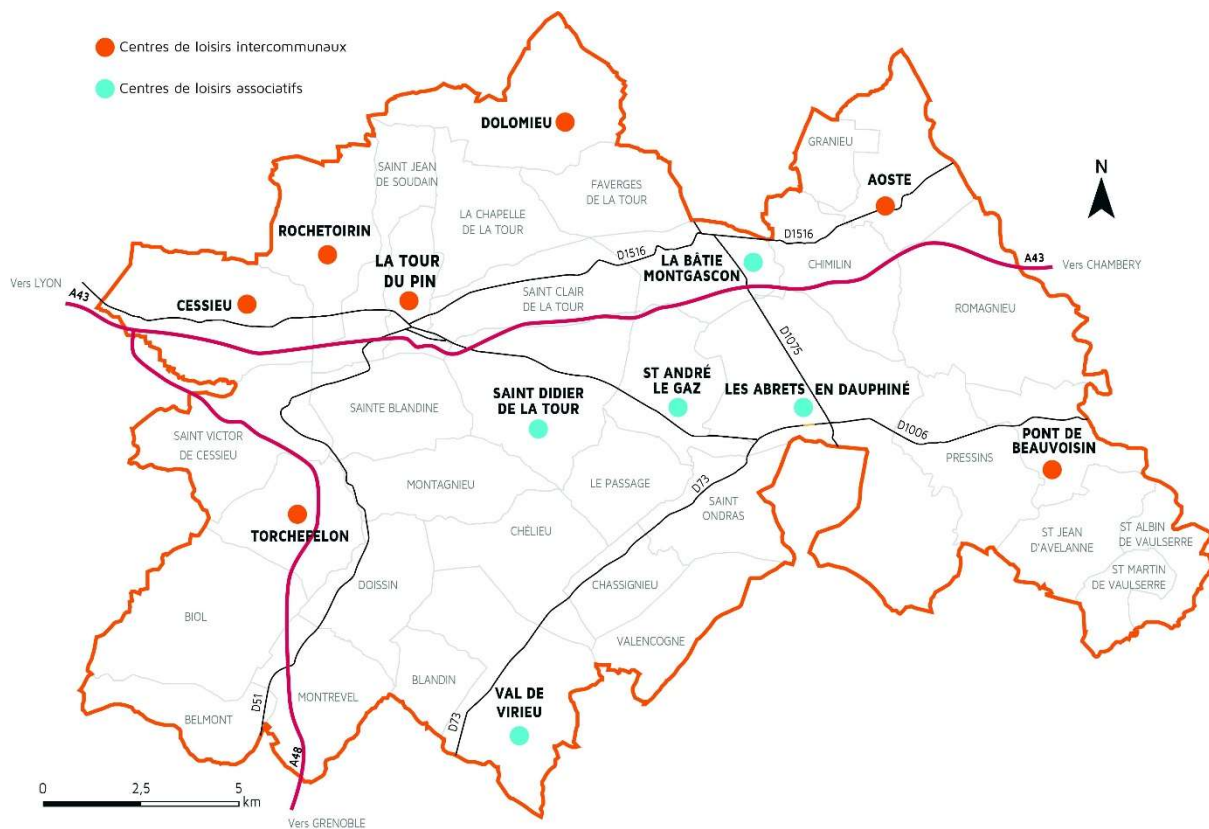 Centres de loisirs intercommunaux
Centres de loisirs associatifs
DOLOMIEU
GRANIEU
SAINT JEAN
DE SOUDAIN
FAVERGES
DE LA TOUR
AOSTE
N
LA CHAPELLE
DE LA TOUR
ROCHETOIRIN
D1516
D1516
LA BÂTIE
MONTGASCON
CHIMILIN
A43
Vers CHAMBERY
LA TOUR
DU PIN
Vers LYON
A43
CESSIEU
SAINT CLAIR
DE LA TOUR
ROMAGNIEU
D1075
ST ANDRÉ
LE GAZ
LES ABRETS EN DAUPHINÉ
SAINT DIDIER
DE LA TOUR
SAINTE BLANDINE
D1006
PONT DE
BEAUVOISIN
SAINT VICTOR
DE CESSIEU
PRESSINS
MONTAGNIEU
LE PASSAGE
D73
SAINT
ONDRAS
ST JEAN
D'AVELANNE
ST ALBIN
DE VAULSERRE
TORCHEFELON
CHÉLIEU
ST MARTIN
DE VAULSERRE
DOISSIN
CHASSIGNIEU
BIOL
VALENCOGNE
BLANDIN
MONTREVEL
VAL DE
VIRIEU
D51
BELMONT
D73
A48
0
2,5
5
km
Vers GRENOBLE